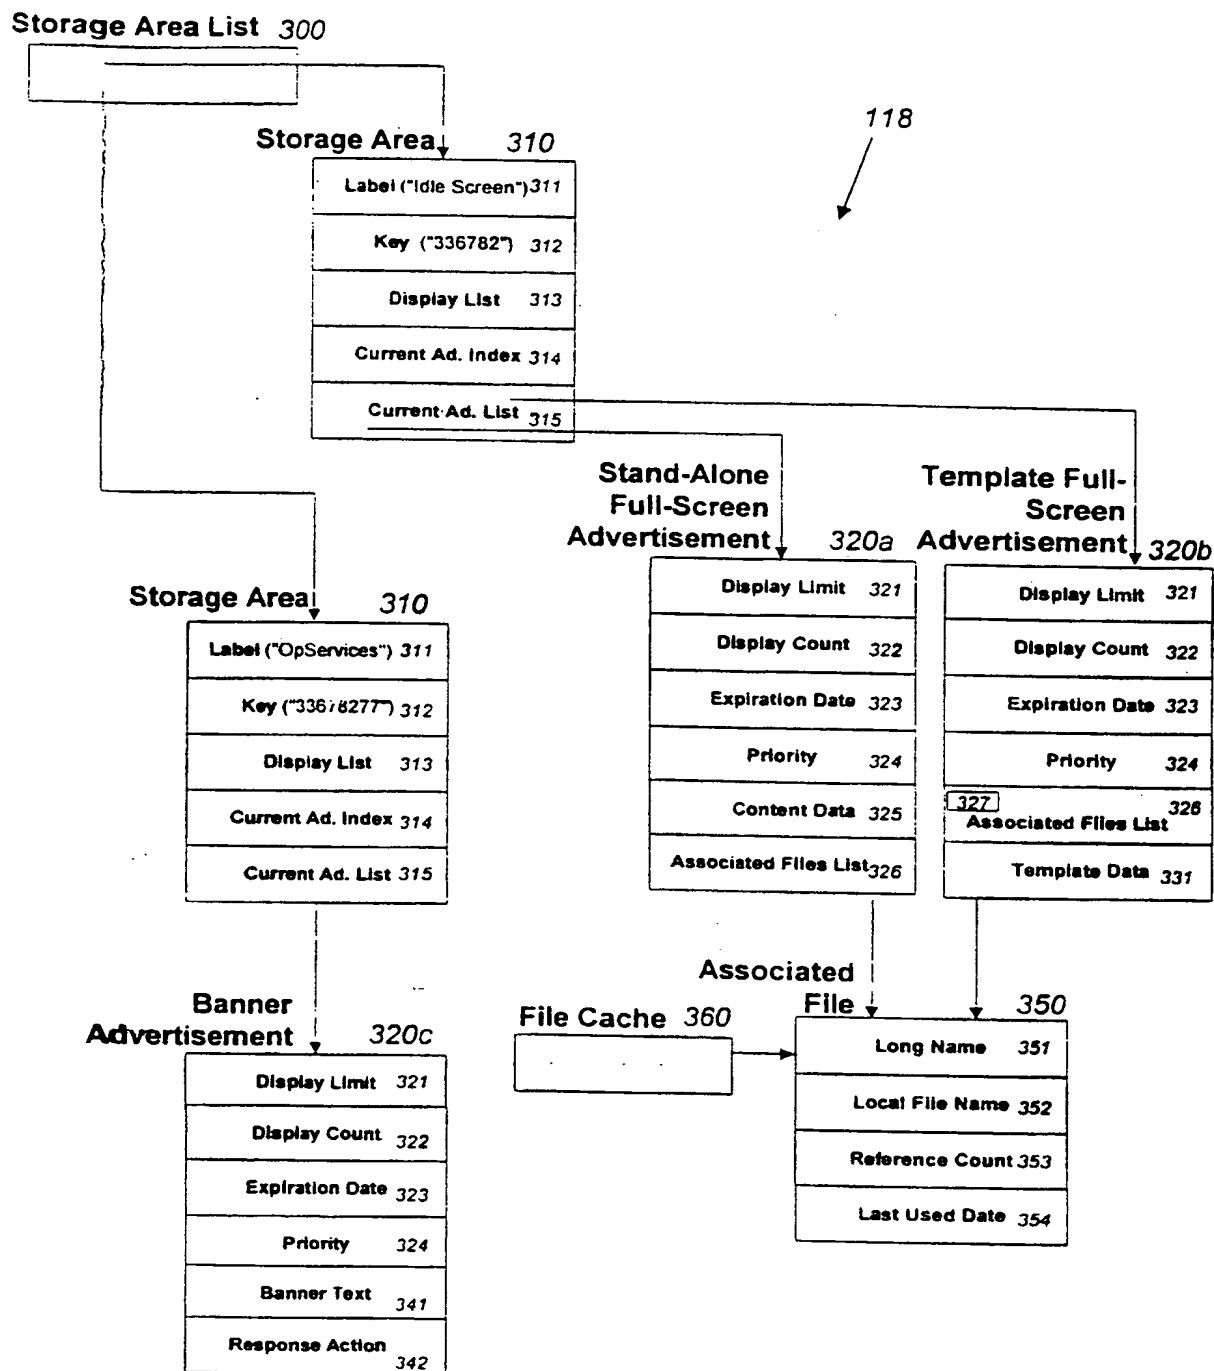 Storage Area List 300
118
Storage Area 310
Label ("Idle Screen") 311
Key ("336782") 312
Display List 313
Current Ad. Index 314
Current Ad. List 315
Stand-Alone
Full-Screen
Advertisement 320a
Display Limit 321
Display Count 322
Expiration Date 323
Priority 324
Content Data 325
Associated Files List 326
Template Full-
Screen
Advertisement 320b
Display Limit 321
Display Count 322
Expiration Date 323
Priority 324
327
326
Associated Files List
Template Data 331
Storage Area 310
Label ("OpServices") 311
Key ("33678277") 312
Display List 313
Current Ad. Index 314
Current Ad. List 315
Banner
Advertisement 320c
Display Limit 321
Display Count 322
Expiration Date 323
Priority 324
Banner Text 341
Response Action 342
File Cache 360
Associated
File 350
Long Name 351
Local File Name 352
Reference Count 353
Last Used Date 354